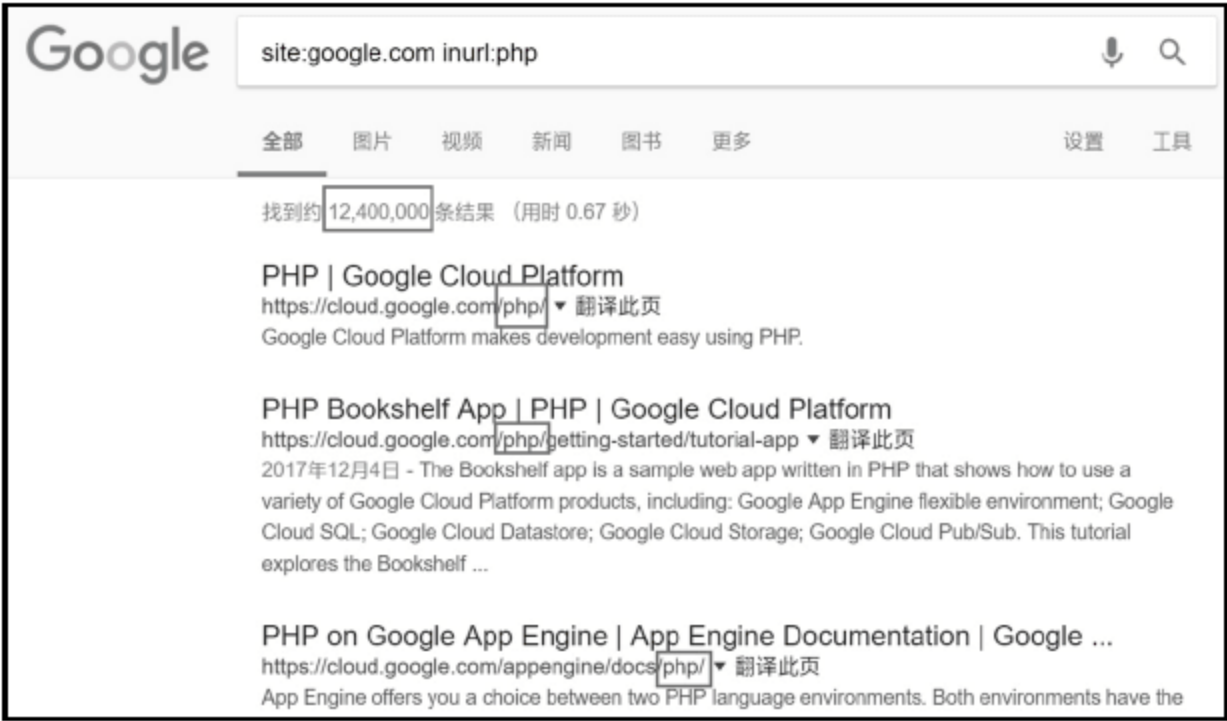 Google
site:google.com inurl:php
全部 图片 视频 新闻 图书 更多 设置 工具
找到约 12,400,000 条结果 （用时 0.67 秒）
PHP | Google Cloud Platform
https://cloud.google.com/php/ ▼ 翻译此页
Google Cloud Platform makes development easy using PHP.
PHP Bookshelf App | PHP | Google Cloud Platform
https://cloud.google.com/php/getting-started/tutorial-app ▼ 翻译此页
2017年12月4日 - The Bookshelf app is a sample web app written in PHP that shows how to use a
variety of Google Cloud Platform products, including: Google App Engine flexible environment; Google
Cloud SQL; Google Cloud Datastore; Google Cloud Storage; Google Cloud Pub/Sub. This tutorial
explores the Bookshelf ...
PHP on Google App Engine | App Engine Documentation | Google ...
https://cloud.google.com/appengine/docs/php/ ▼ 翻译此页
App Engine offers you a choice between two PHP language environments. Both environments have the